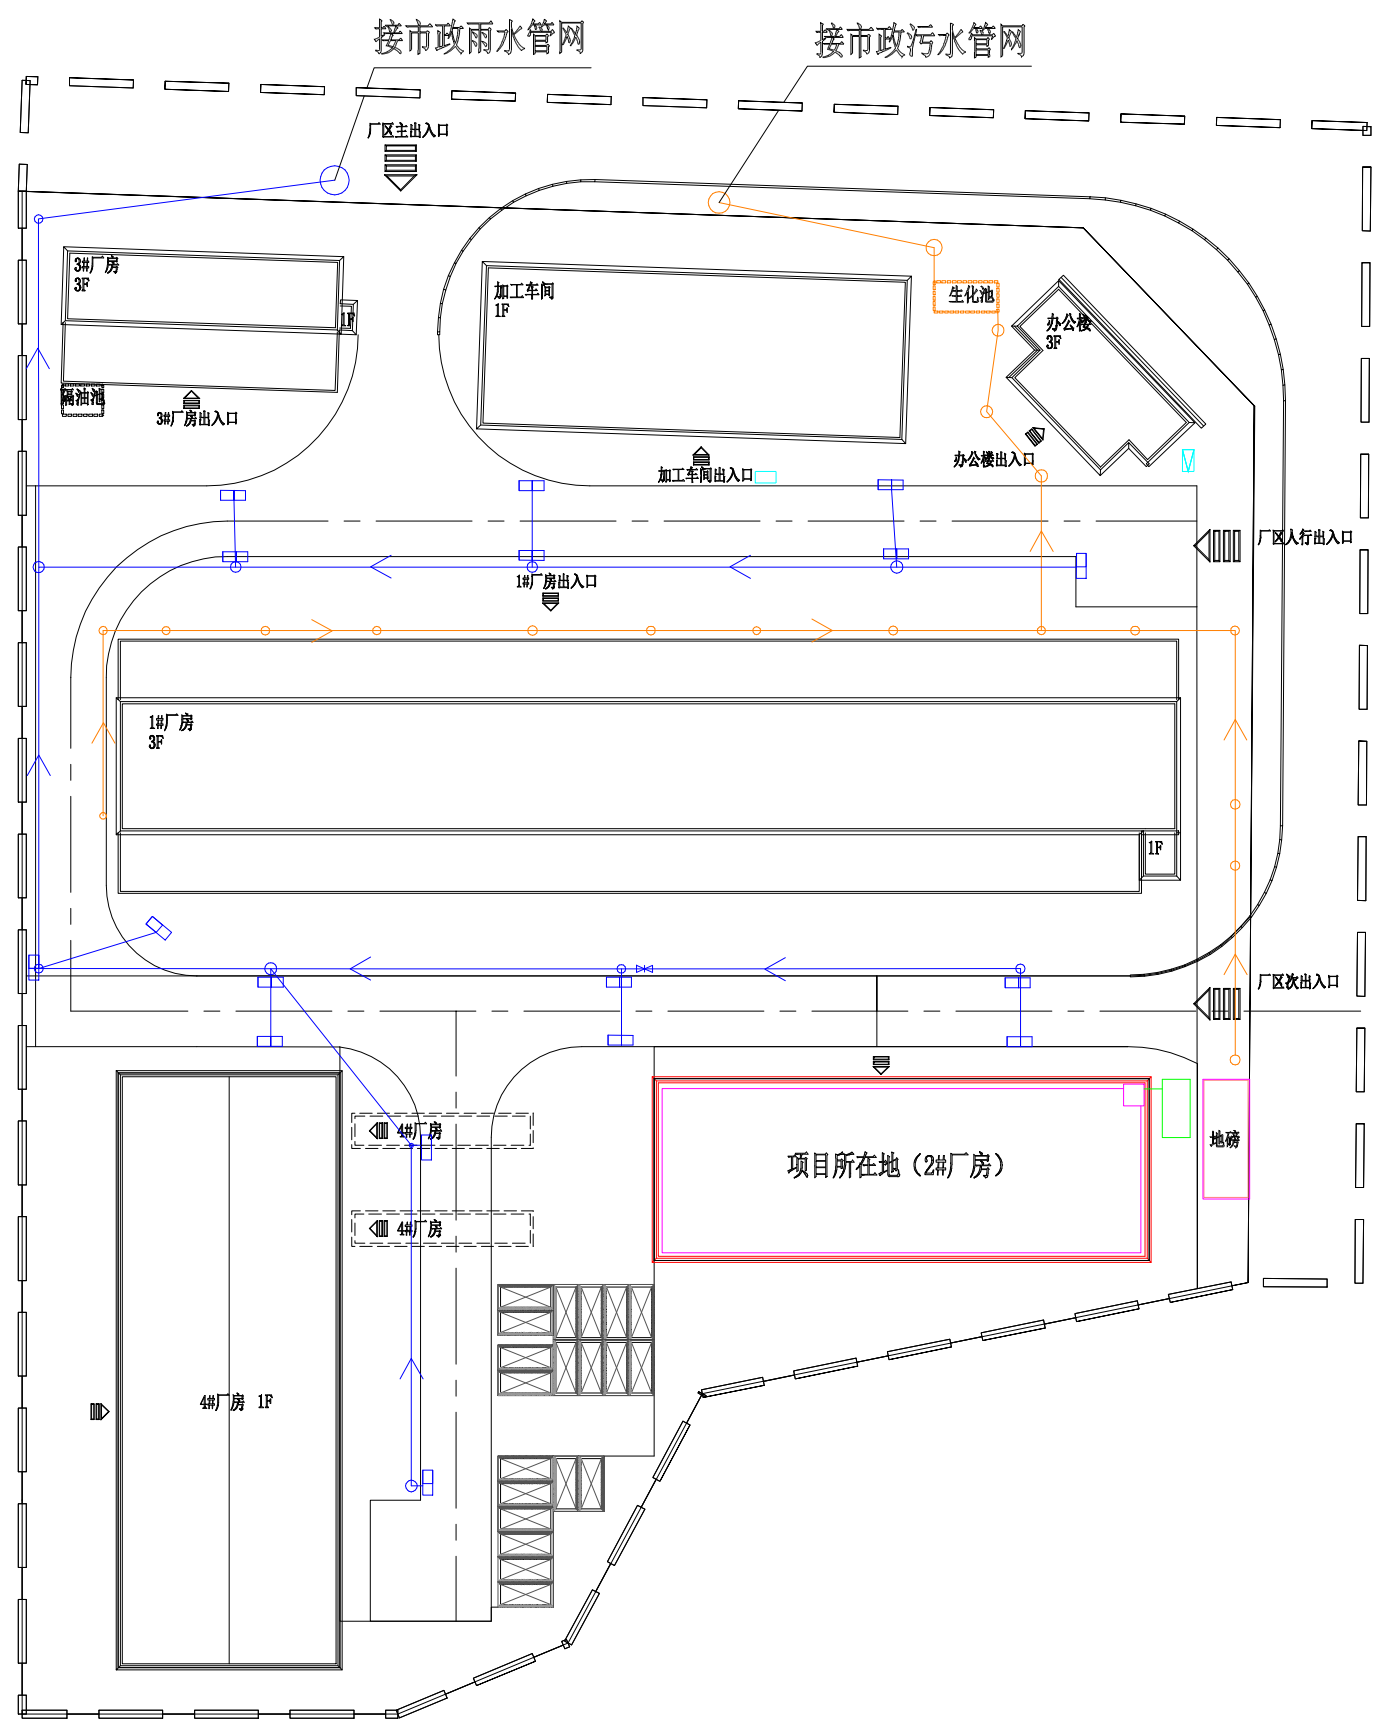 接市政雨水管网
接市政污水管网
厂区主出入口
3#厂房
3F
1F
隔油池
3#厂房出入口
加工车间
1F
加工车间出入口
生化池
办公楼
3F
办公楼出入口
厂区人行出入口
1#厂房出入口
1#厂房
3F
1F
厂区次出入口
4#厂房
4#厂房
项目所在地（2#厂房）
地磅
4#厂房 1F